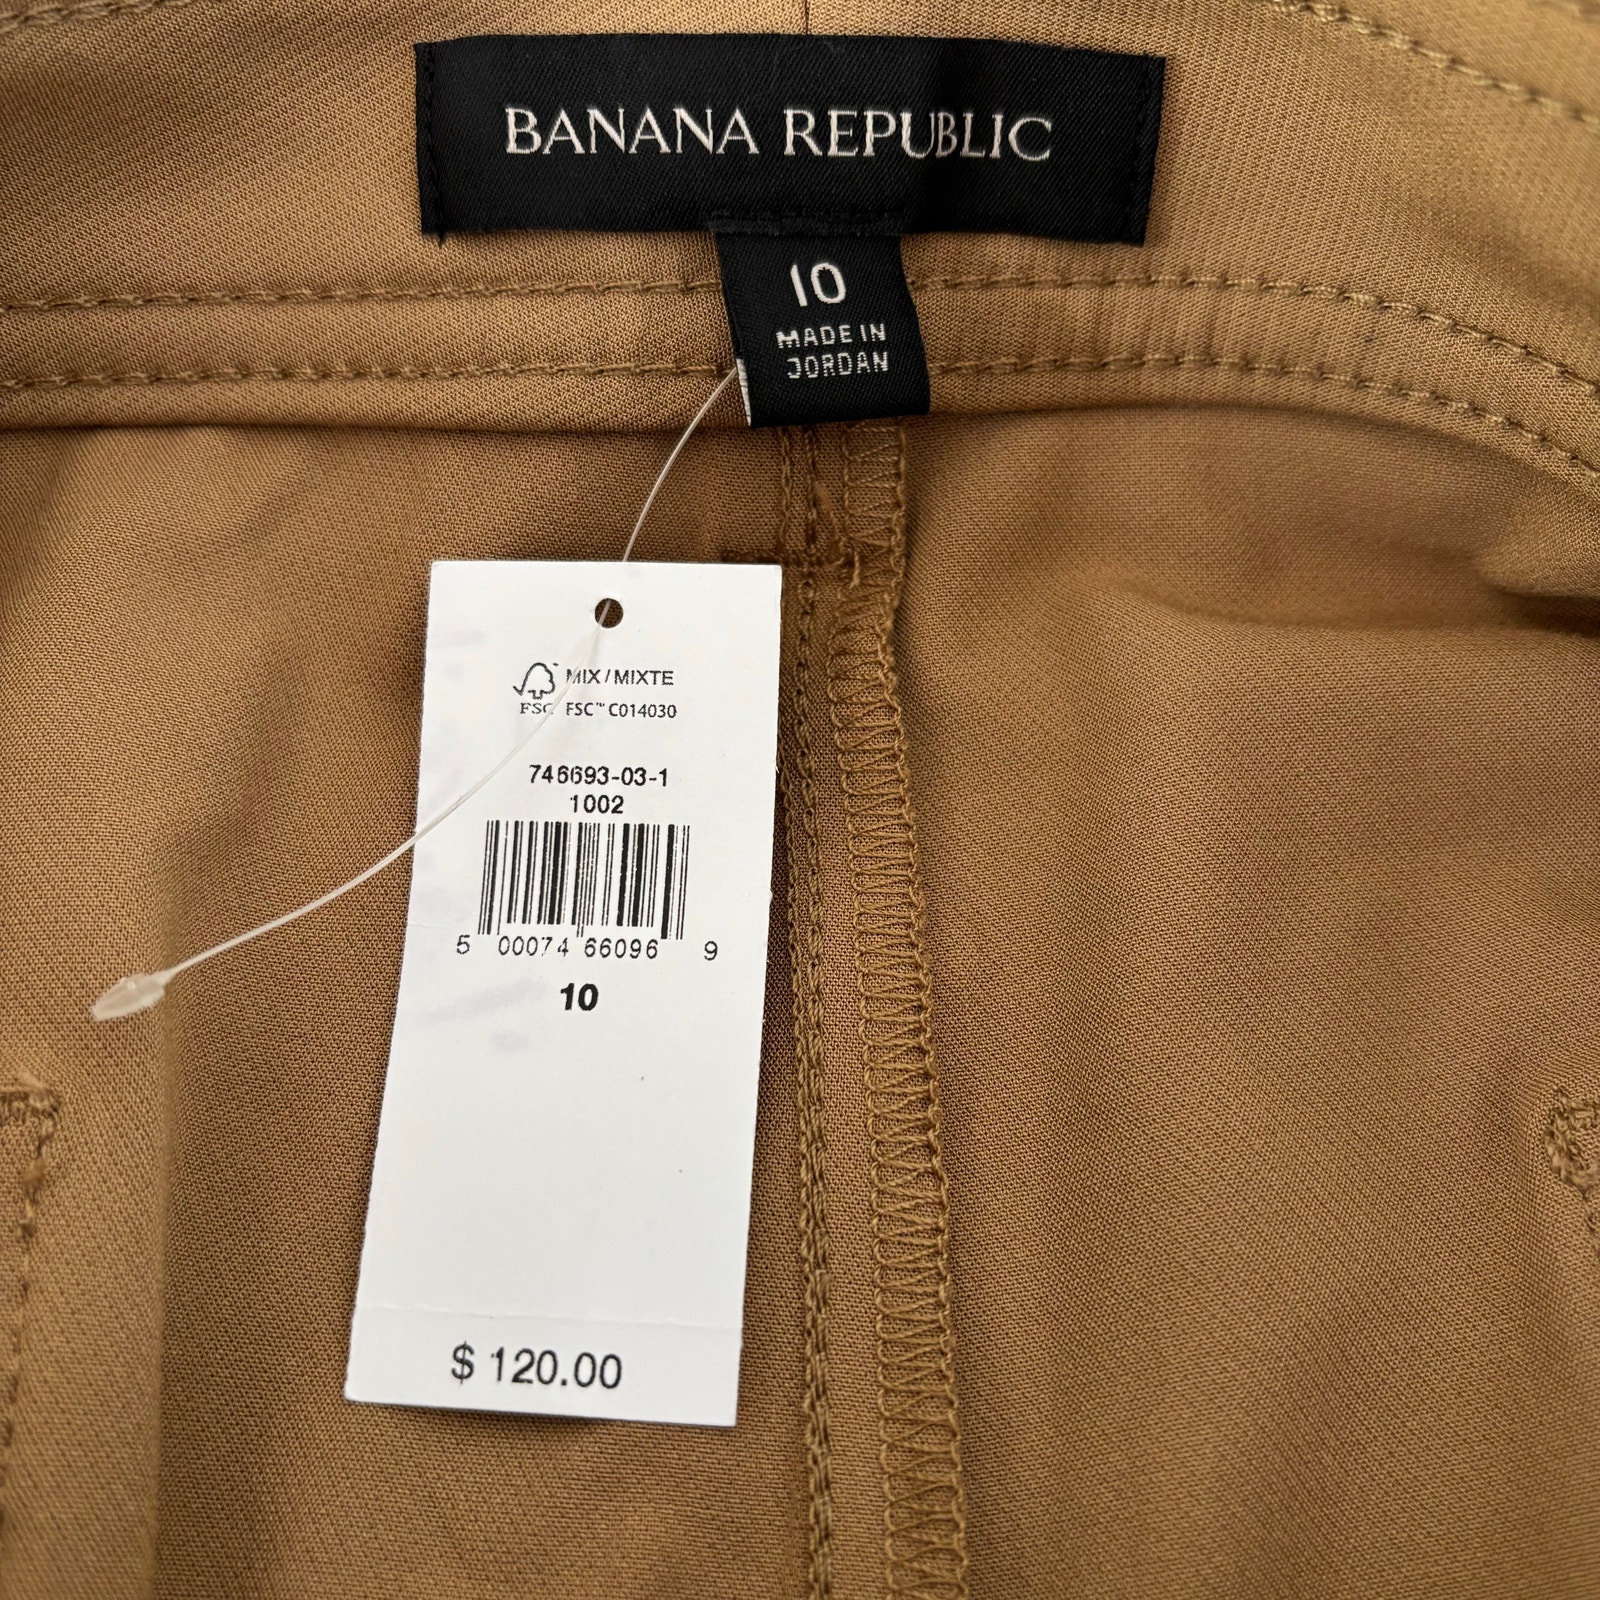 BANANA REPUBLIC
10
MADE IN
JORDAN
MIX / MIXTE
FSC FSC™ C014030
746693-03-1
1002
5 00074 66096 9
10
$ 120.00